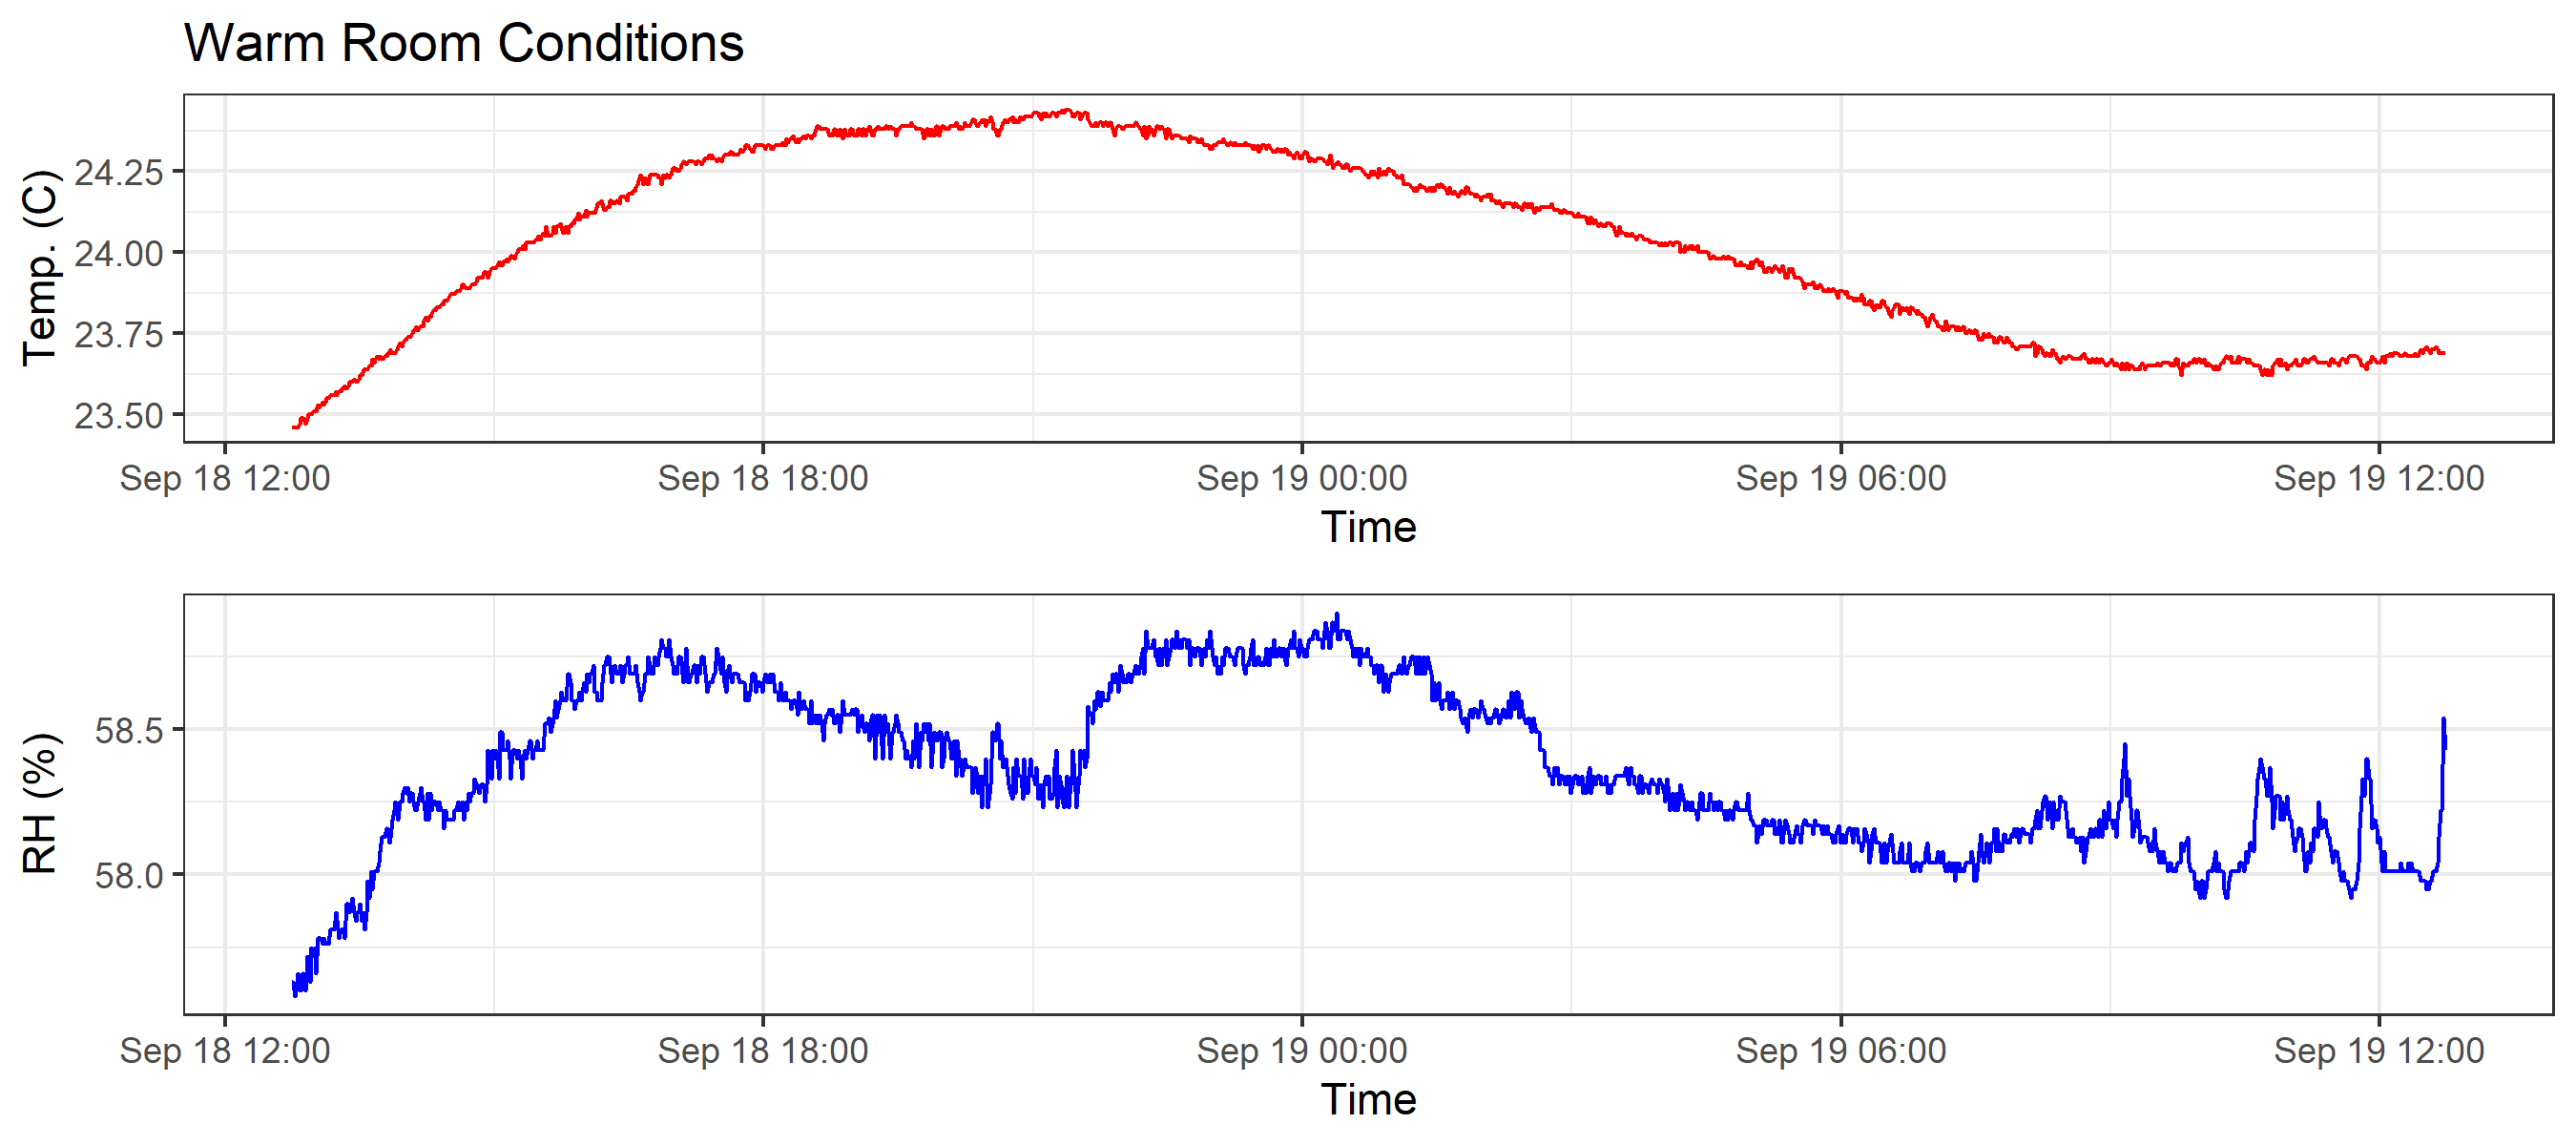 Warm Room Conditions
Temp. (C)
24.25
24.00
23.75
23.50
Sep 18 12:00 Sep 18 18:00 Sep 19 00:00 Sep 19 06:00 Sep 19 12:00
Time
RH (%)
58.5
58.0
Sep 18 12:00 Sep 18 18:00 Sep 19 00:00 Sep 19 06:00 Sep 19 12:00
Time